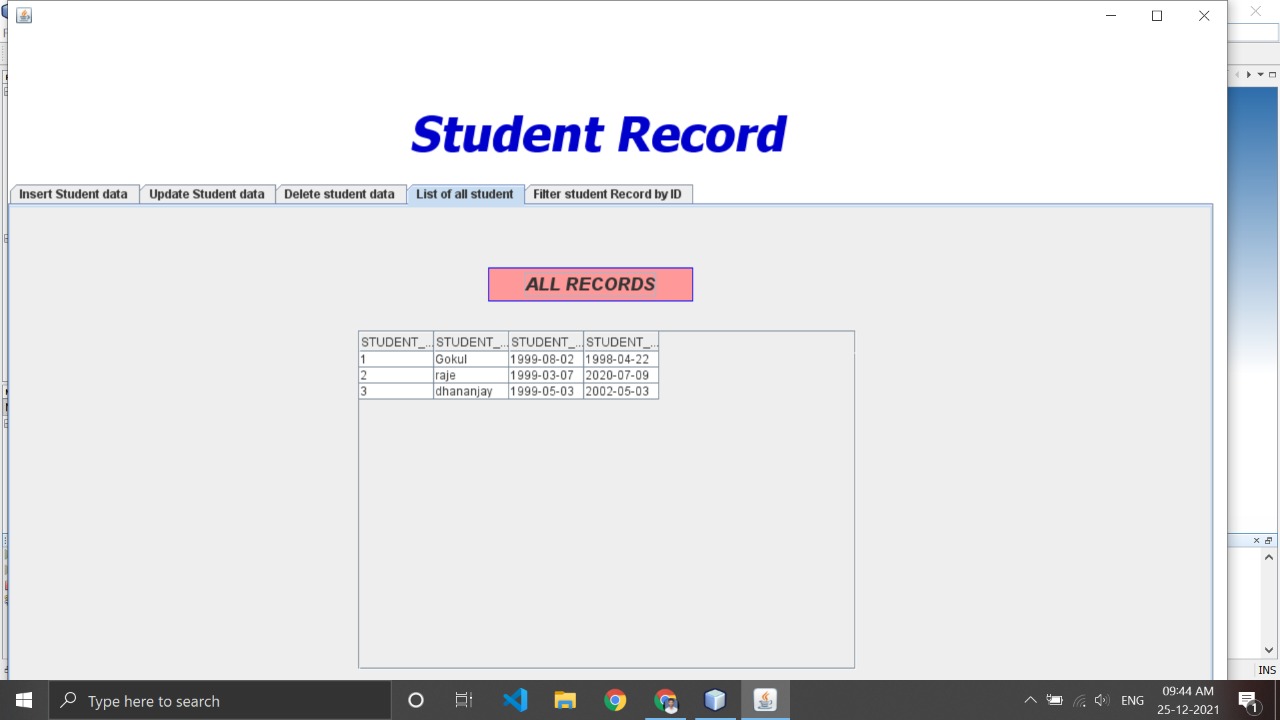 Student Record
Insert Student data Update Student data Delete student data List of all student Filter student Record by ID
ALL RECORDS
STUDENT_... STUDENT_... STUDENT_... STUDENT_...
1 Gokul 1999-08-02 1998-04-22
2 raje 1999-03-07 2020-07-09
3 dhananjay 1999-05-03 2002-05-03
INS
Type here to search
ENG
09:44 AM
25-12-2021
1